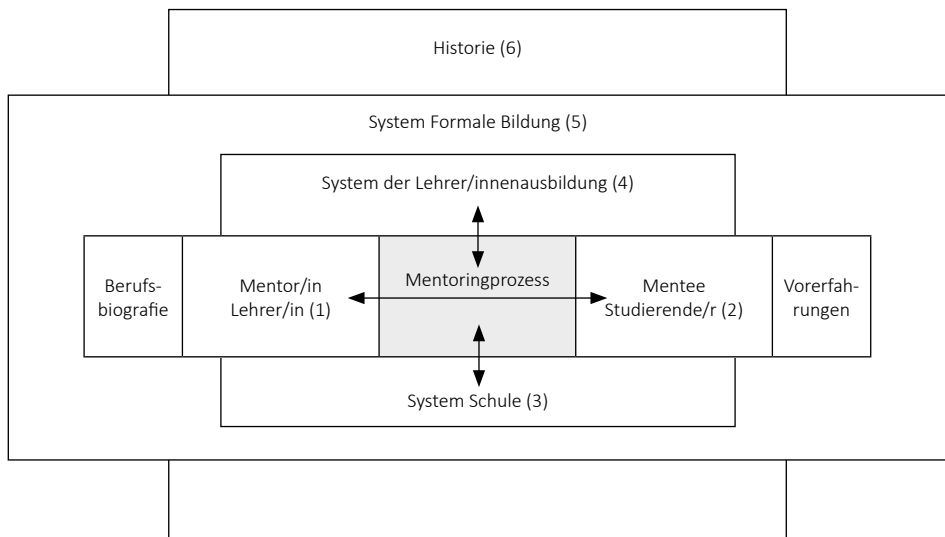 Historie (6)
System Formale Bildung (5)
System der Lehrer/innenausbildung (4)
Berufs-
biografie
Mentor/in
Lehrer/in (1)
Mentoringprozess
Mentee
Studierende/r (2)
Vorerfah-
rungen
System Schule (3)